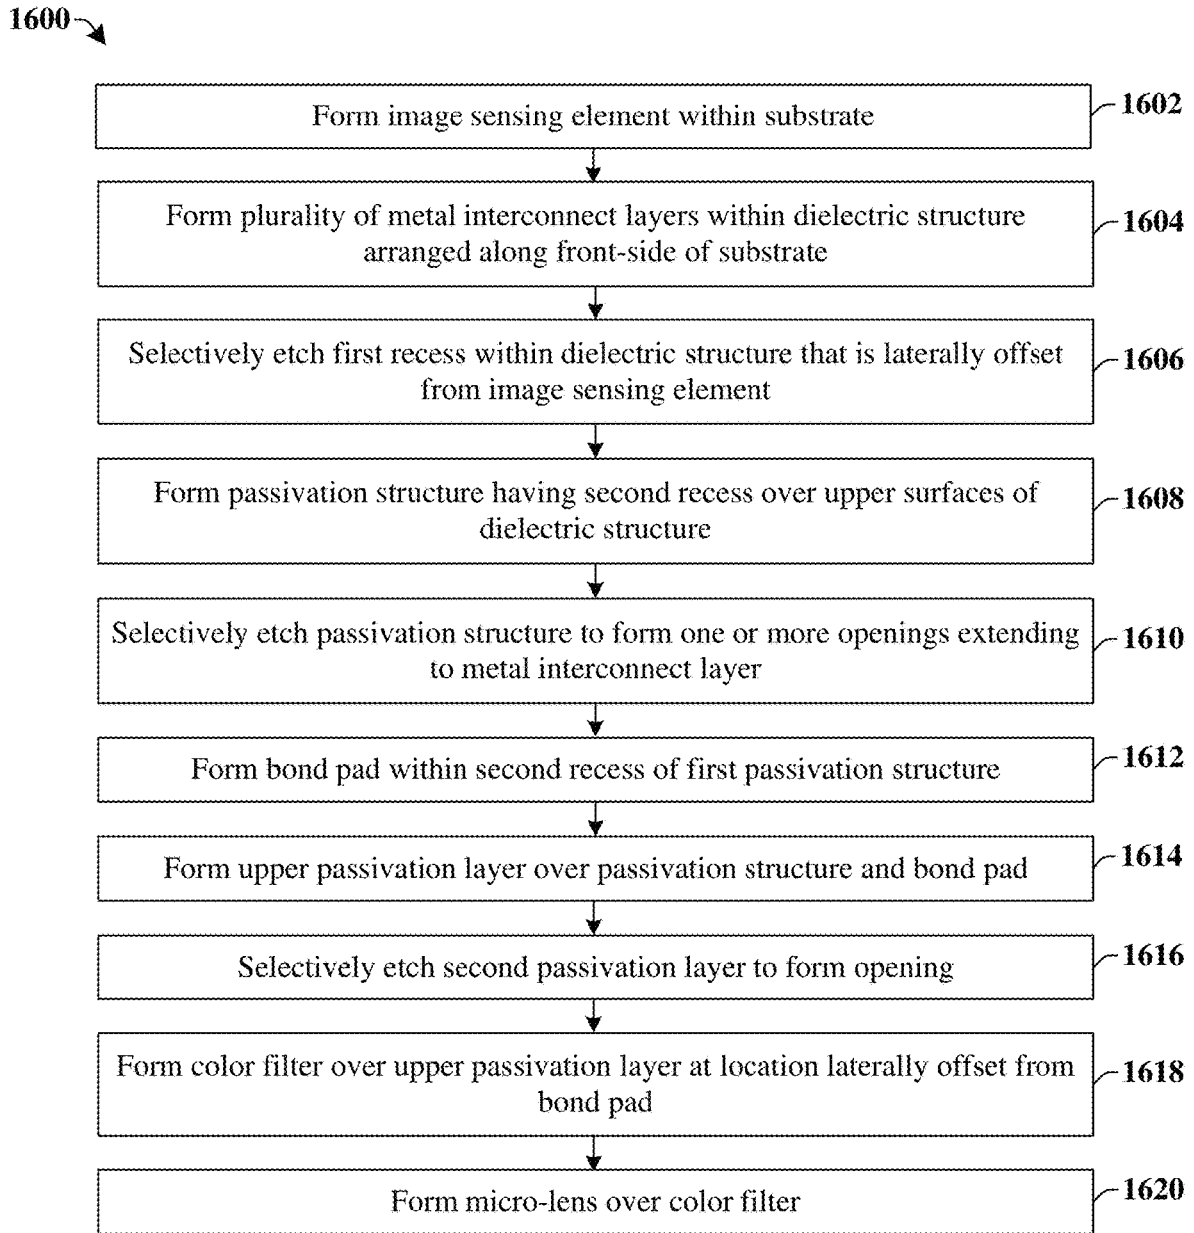 1600
Form image sensing element within substrate
1602
Form plurality of metal interconnect layers within dielectric structure
arranged along front-side of substrate
1604
Selectively etch first recess within dielectric structure that is laterally offset
from image sensing element
1606
Form passivation structure having second recess over upper surfaces of
dielectric structure
1608
Selectively etch passivation structure to form one or more openings extending
to metal interconnect layer
1610
Form bond pad within second recess of first passivation structure
1612
Form upper passivation layer over passivation structure and bond pad
1614
Selectively etch second passivation layer to form opening
1616
Form color filter over upper passivation layer at location laterally offset from
bond pad
1618
Form micro-lens over color filter
1620